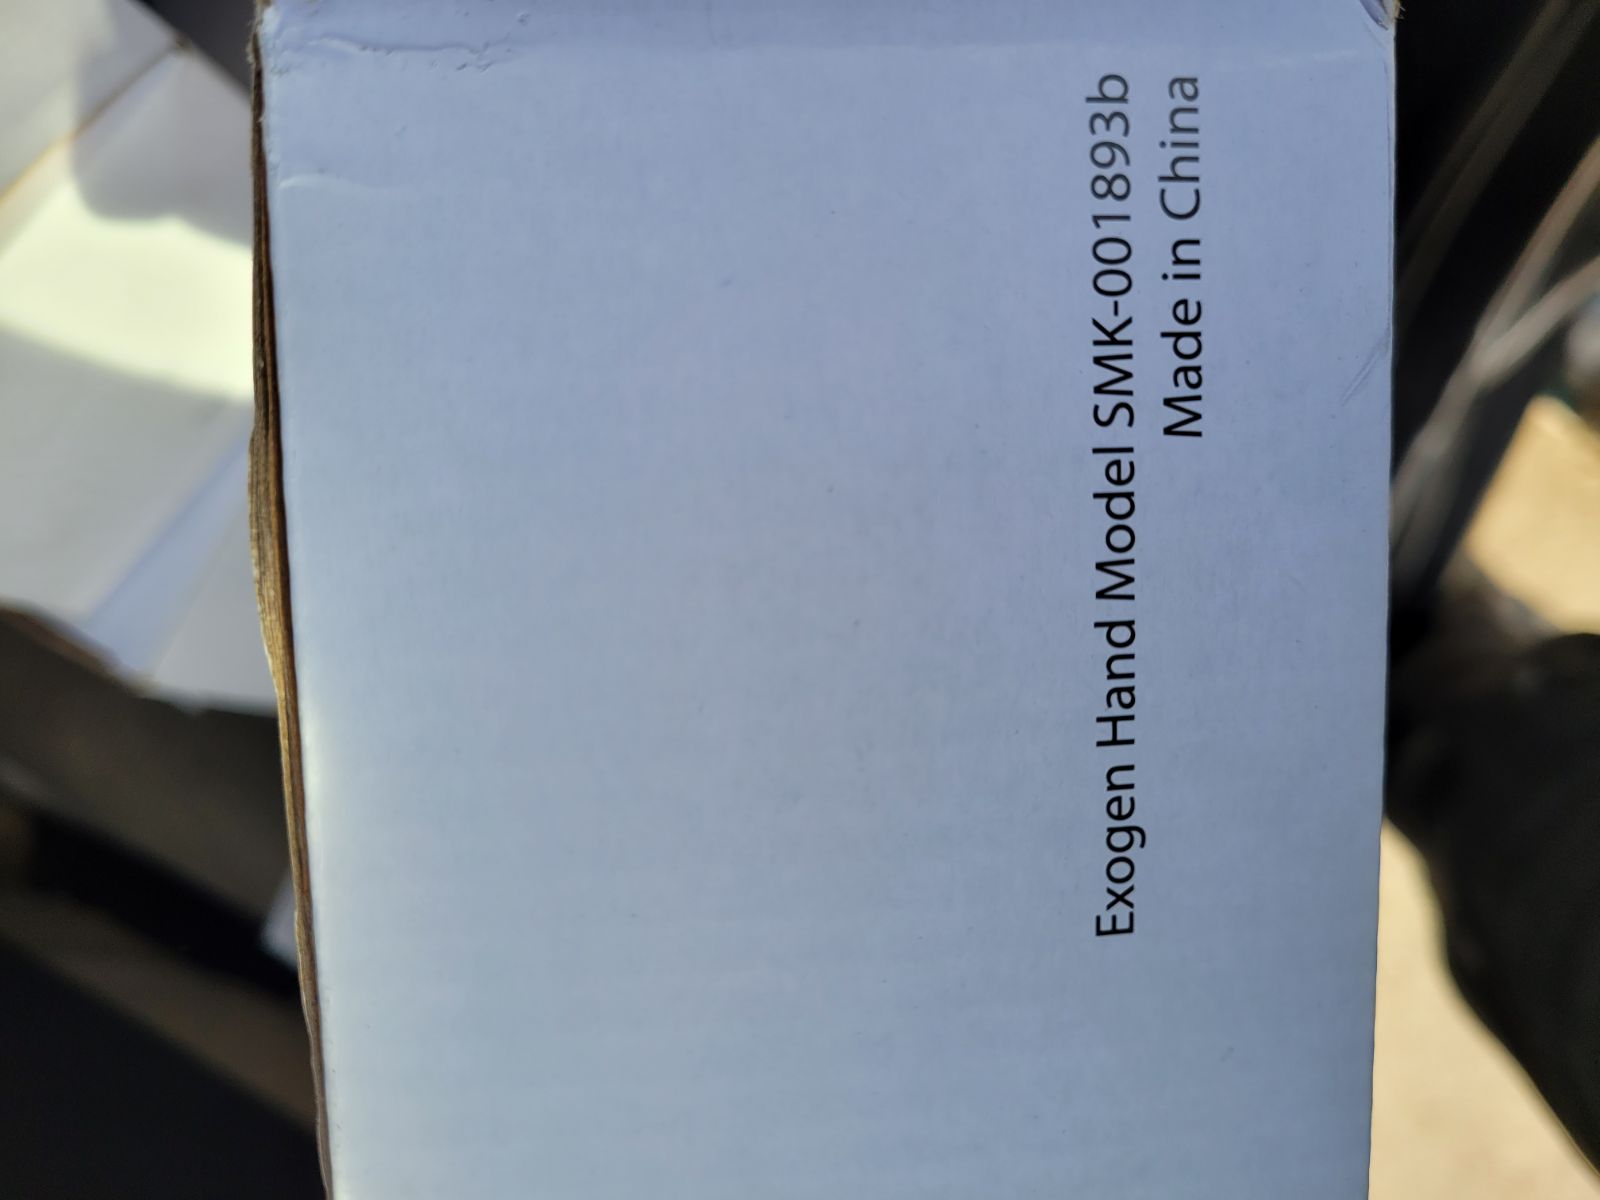 Exogen Hand Model SMK-001893b
Made in China